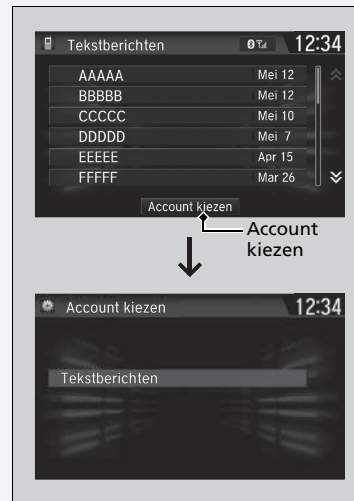 Tekstberichten 12:34
AAAAA Mei 12
BBBBB Mei 12
CCCCC Mei 10
DDDDD Mei 7
EEEEE Apr 15
FFFFF Mar 26
Account kiezen
Account
kiezen
Account kiezen 12:34
Tekstberichten